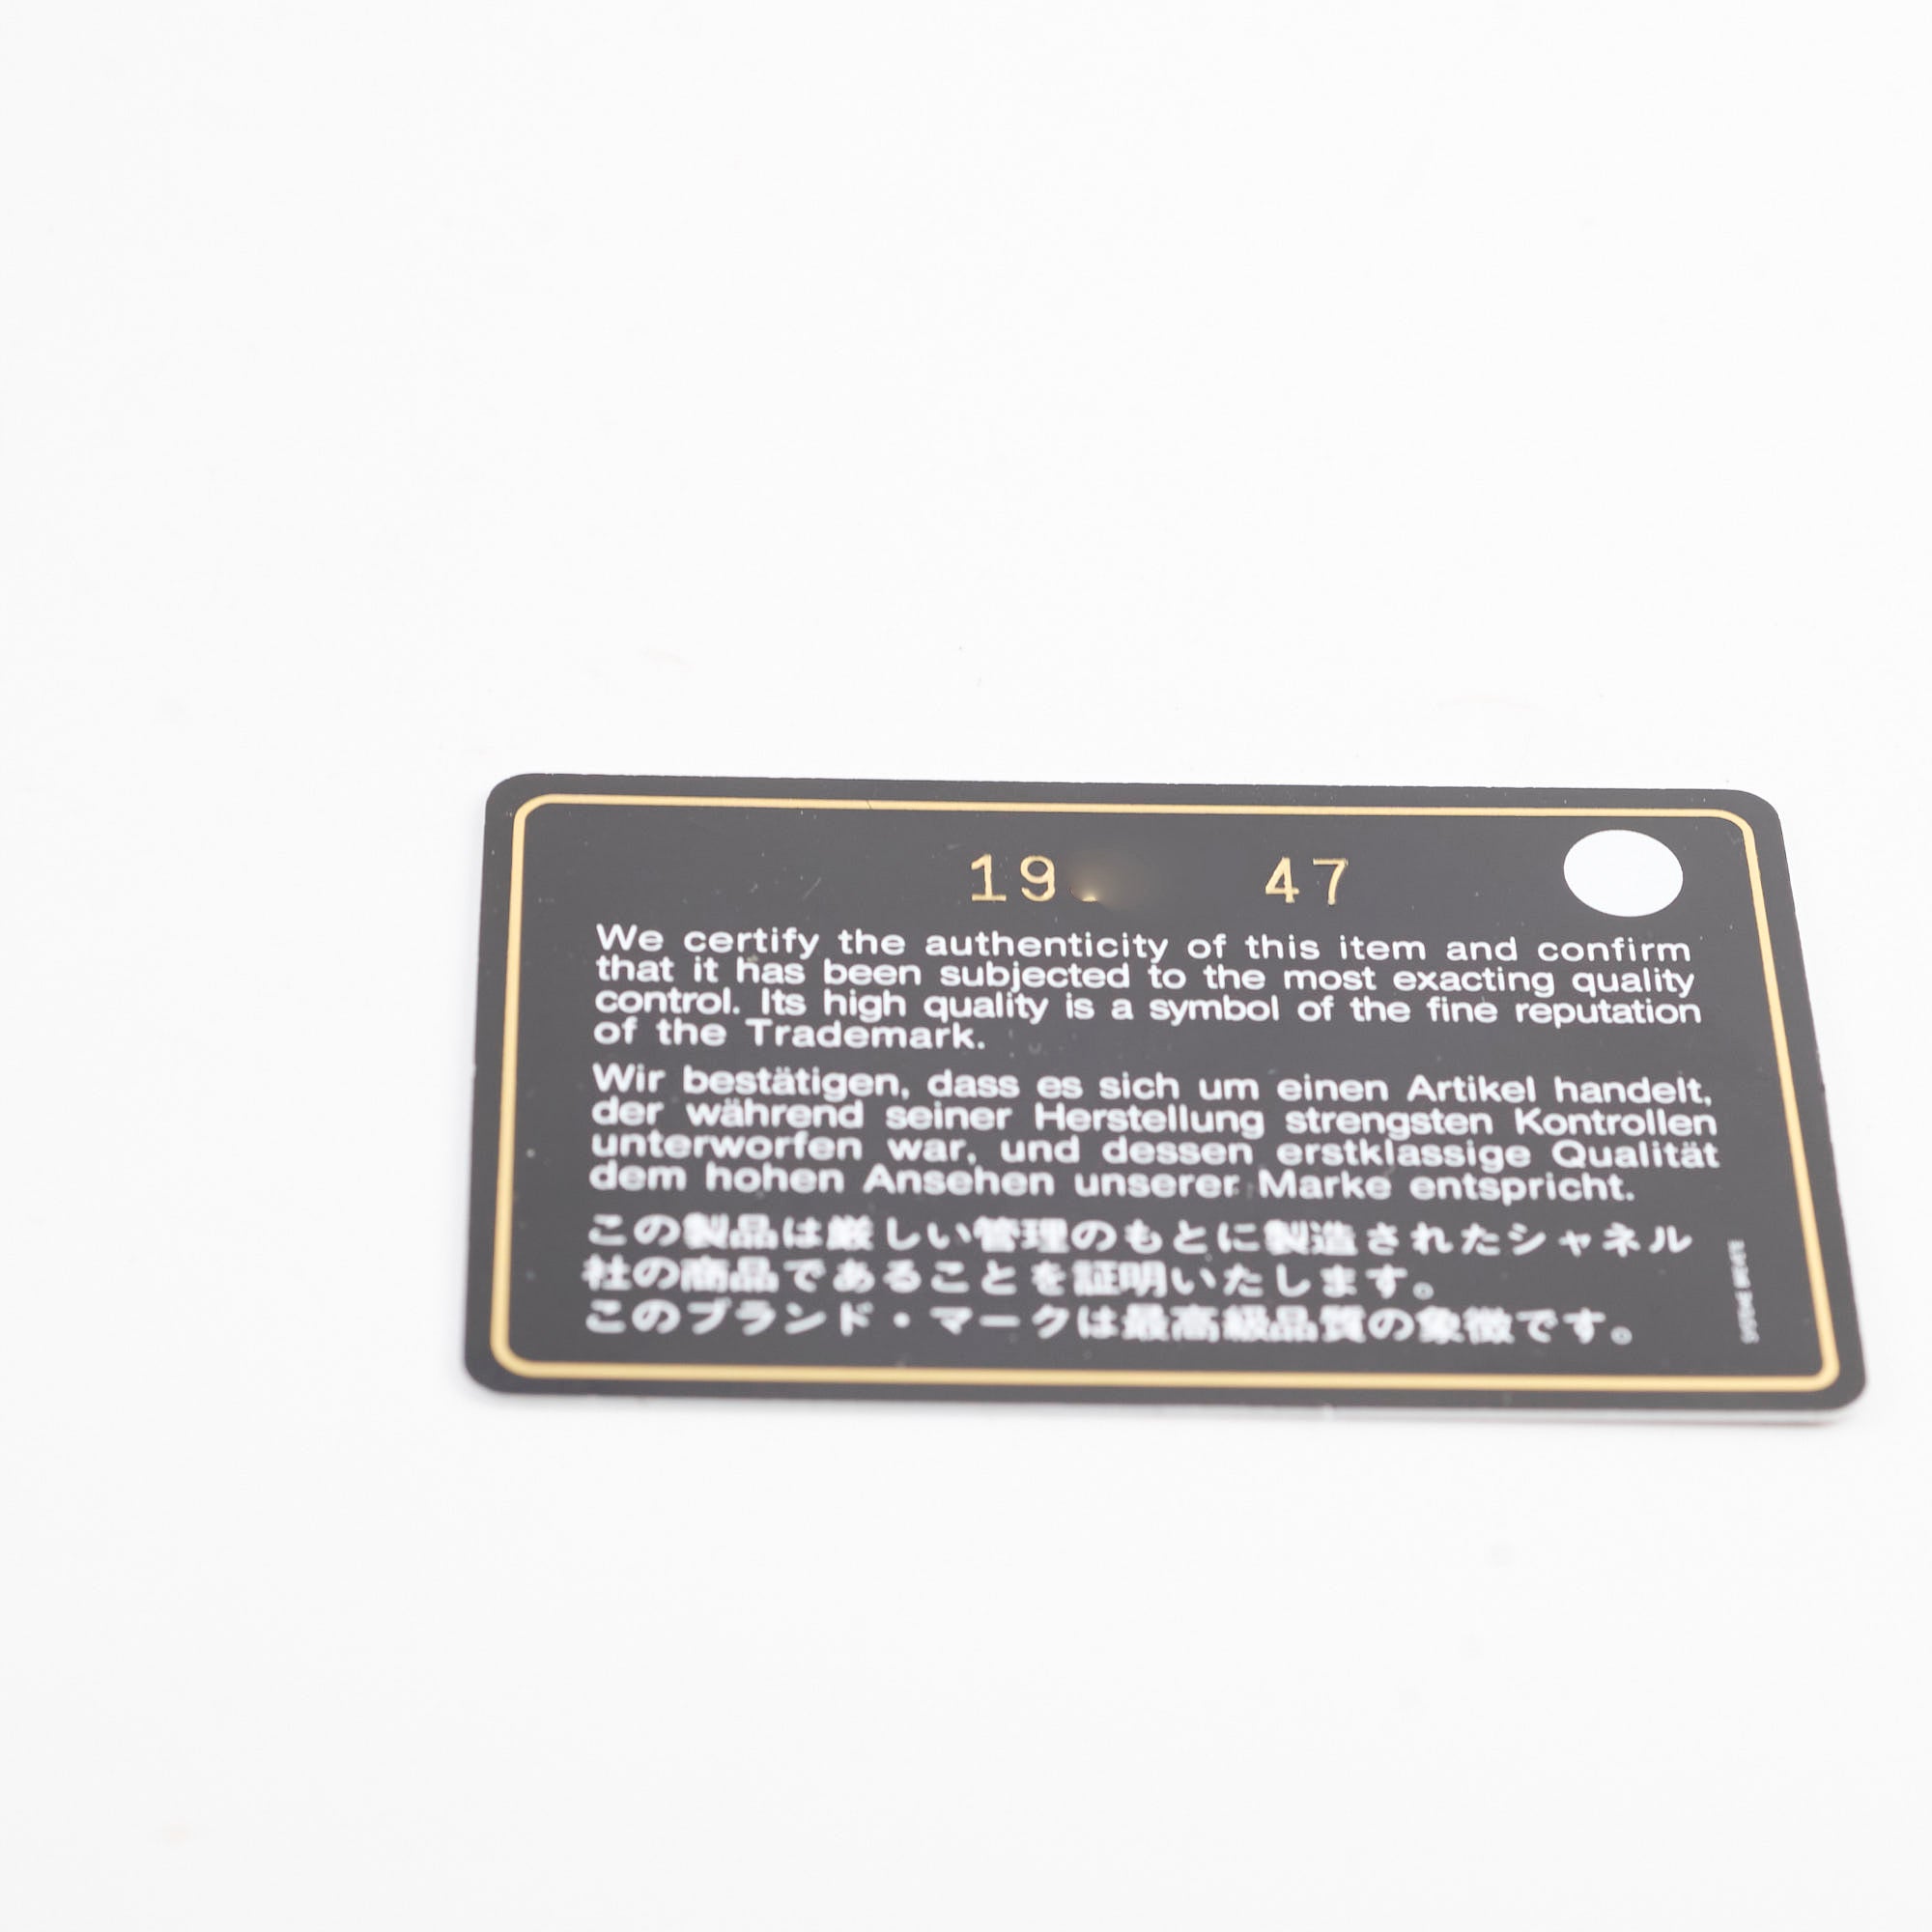 19 47
We certify the authenticity of this item and confirm
that it has been subjected to the most exacting quality
control. Its high quality is a symbol of the fine reputation
of the Trademark.
Wir bestätigen, dass es sich um einen Artikel handelt,
der während seiner Herstellung strengsten Kontrollen
unterworfen war, und dessen erstklassige Qualität
dem hohen Ansehen unserer Marke entspricht.
この製品は厳しい管理のもとに製造されたシャネル
社の商品であることを証明いたします。
このブランド・マークは最高級品質の象徴です。